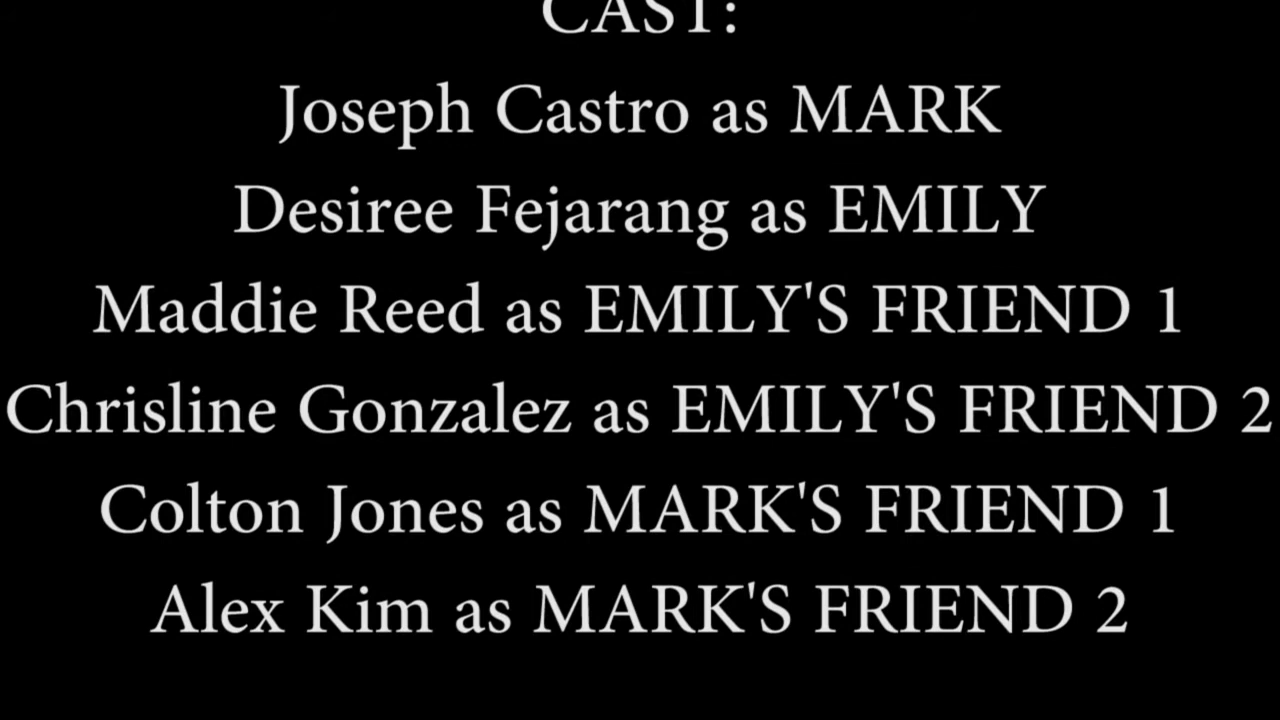 CAST:
Joseph Castro as MARK
Desiree Fejarang as EMILY
Maddie Reed as EMILY'S FRIEND 1
Chrisline Gonzalez as EMILY'S FRIEND 2
Colton Jones as MARK'S FRIEND 1
Alex Kim as MARK'S FRIEND 2